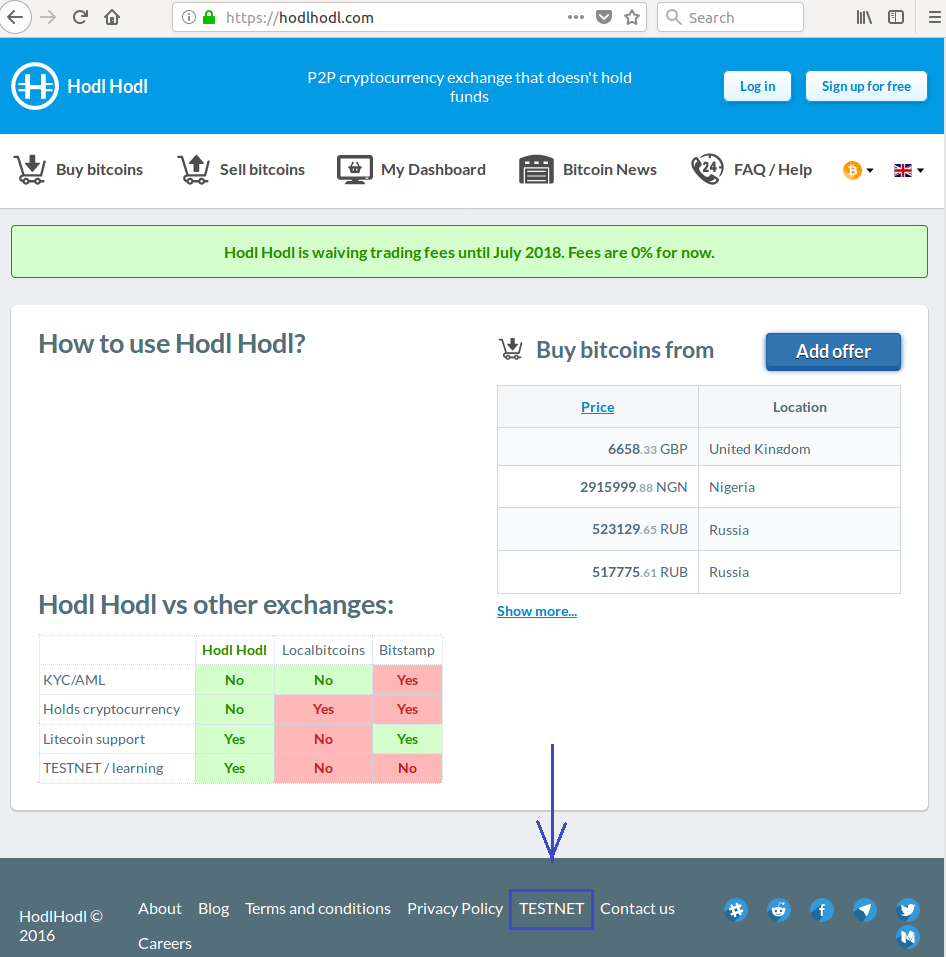 https://hodlhodl.com
Search
Hodl Hodl
P2P cryptocurrency exchange that doesn't hold
funds
Log in
Sign up for free
Buy bitcoins
Sell bitcoins
My Dashboard
Bitcoin News
24
FAQ / Help
Hodl Hodl is waiving trading fees until July 2018. Fees are 0% for now.
How to use Hodl Hodl?
Buy bitcoins from
Add offer
Price Location
6658.33 GBP United Kingdom
2915999.88 NGN Nigeria
523129.65 RUB Russia
517775.61 RUB Russia
Show more...
Hodl Hodl vs other exchanges:
Hodl Hodl Localbitcoins Bitstamp
KYC/AML No No Yes
Holds cryptocurrency No Yes Yes
Litecoin support Yes No Yes
TESTNET / learning Yes No No
HodlHodl ©
2016
About Blog Terms and conditions Privacy Policy TESTNET Contact us
Careers